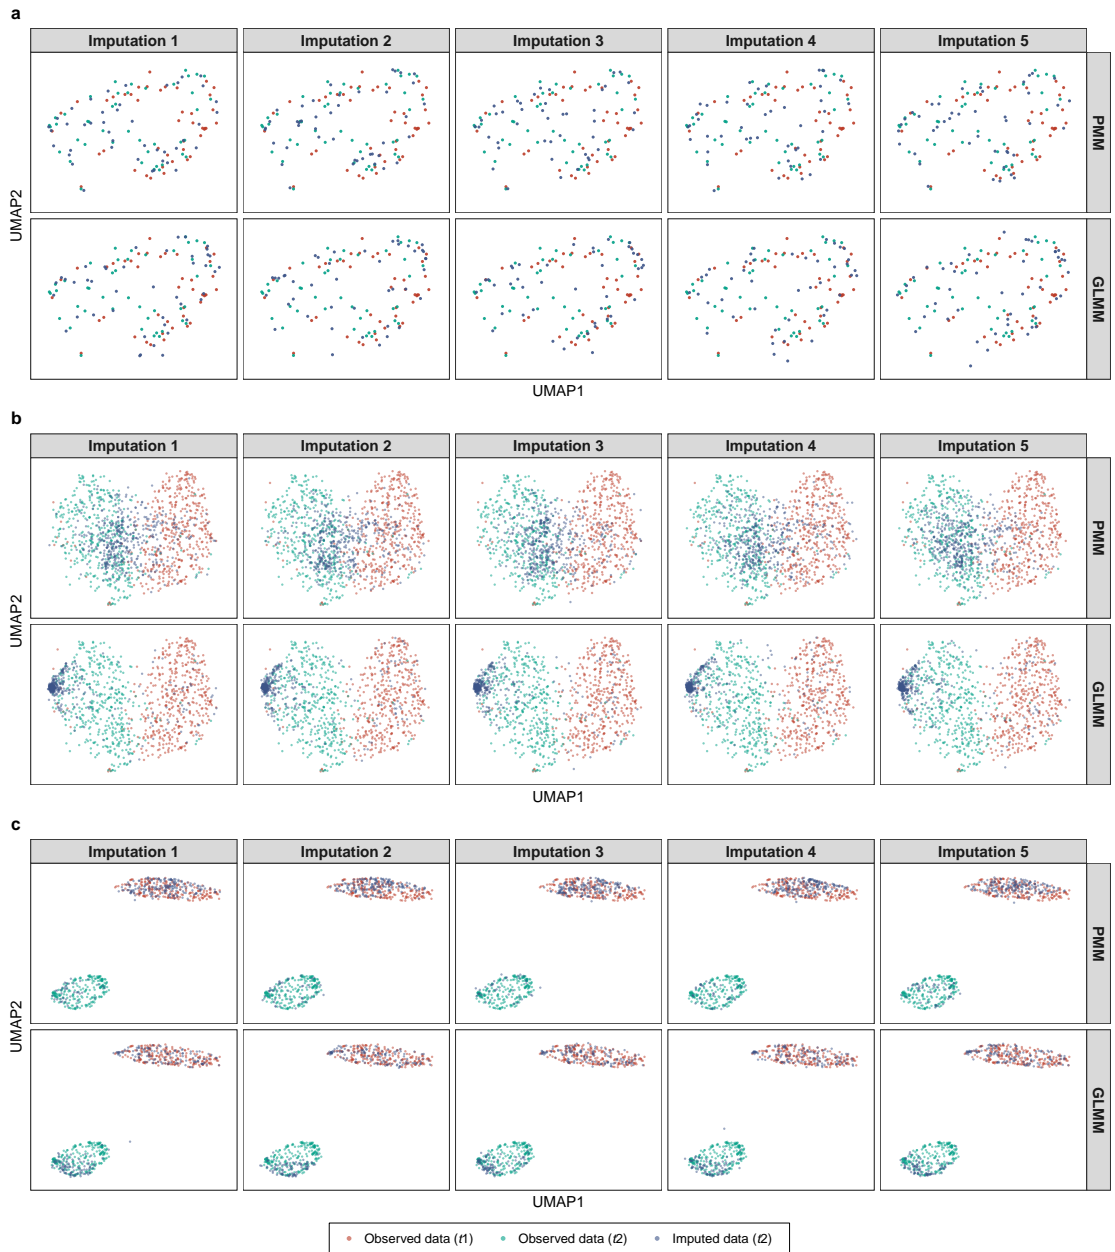 a
Imputation 1 Imputation 2 Imputation 3 Imputation 4 Imputation 5
PMM
GLMM
UMAP2
UMAP1
b
Imputation 1 Imputation 2 Imputation 3 Imputation 4 Imputation 5
PMM
GLMM
UMAP2
UMAP1
c
Imputation 1 Imputation 2 Imputation 3 Imputation 4 Imputation 5
PMM
GLMM
UMAP2
UMAP1
Observed data (t1) Observed data (t2) Imputed data (t2)